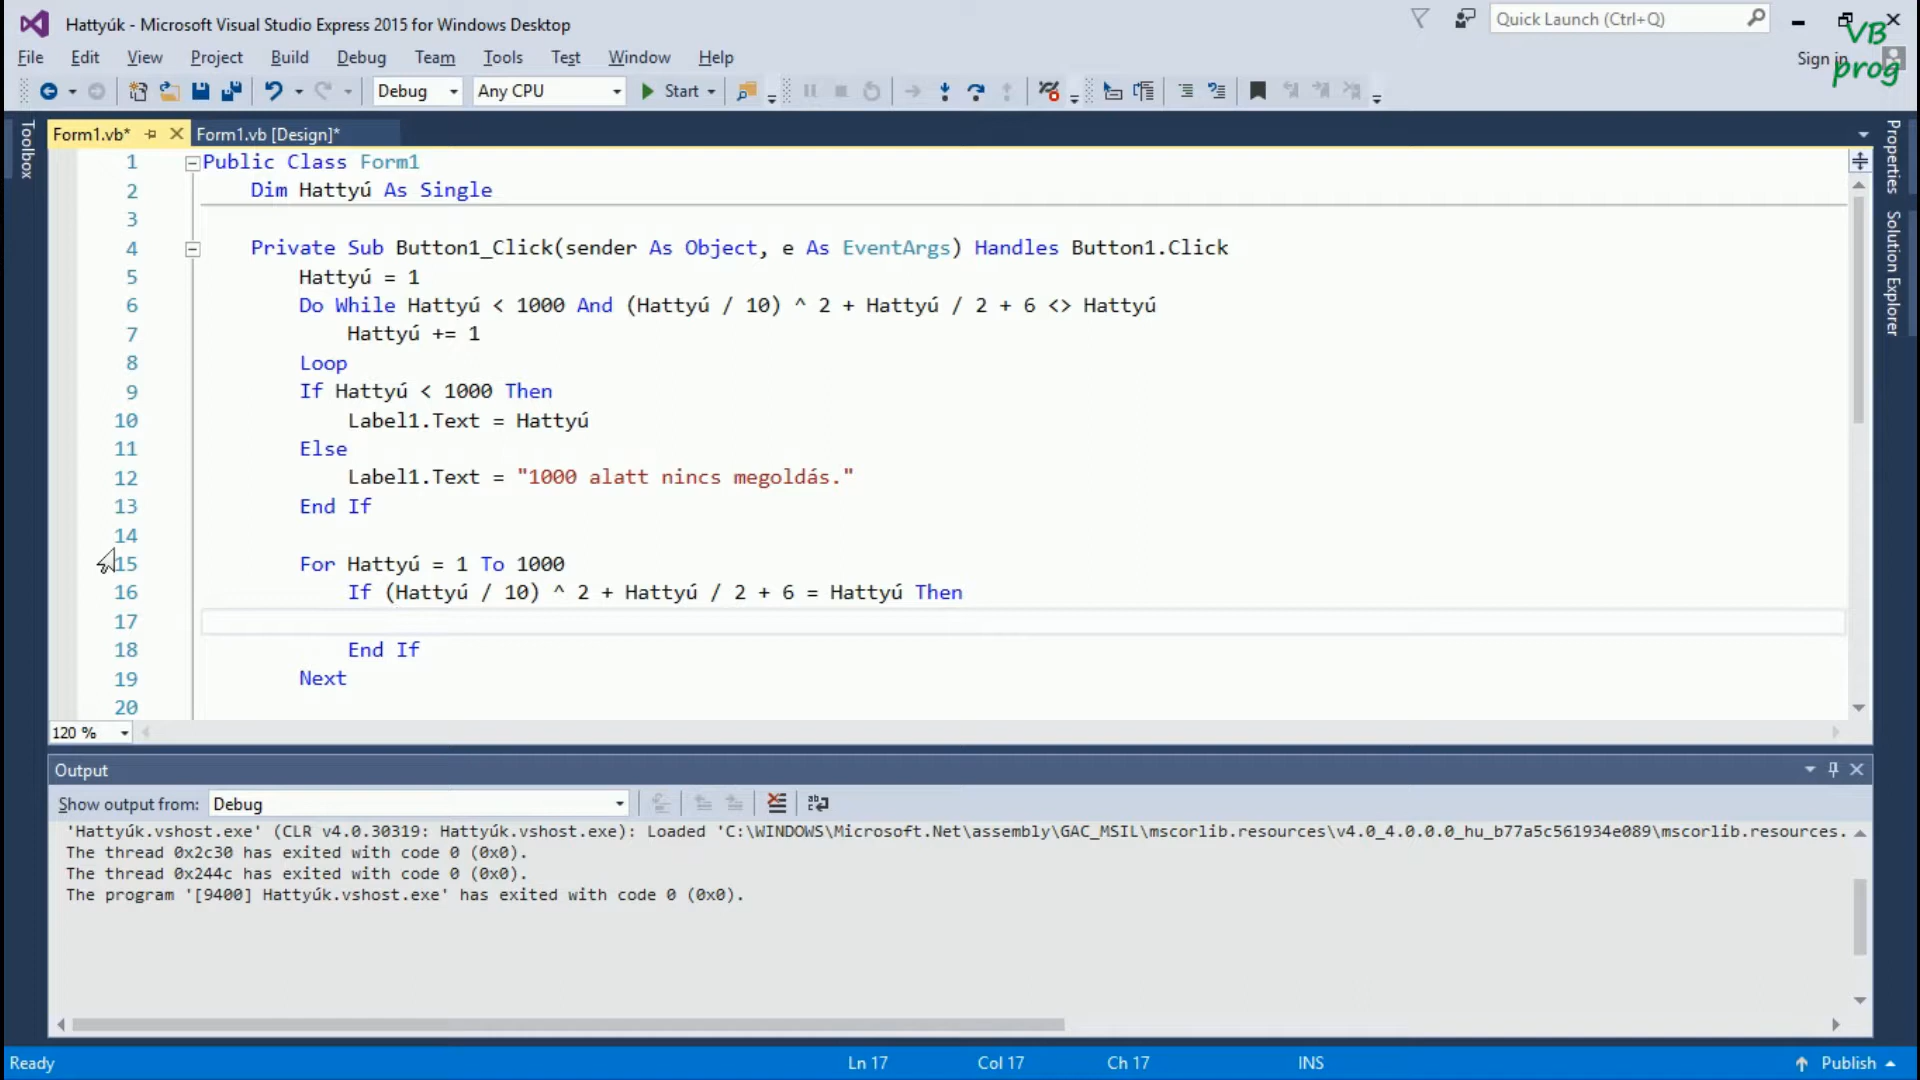 Hattyúk - Microsoft Visual Studio Express 2015 for Windows Desktop
Quick Launch (Ctrl+Q)
VB
prog
File Edit View Project Build Debug Team Tools Test Window Help
Sign in
Debug Any CPU Start
Toolbox
Form1.vb* Form1.vb [Design]*
Properties
Solution Explorer
1 Public Class Form1
2 Dim Hattyú As Single
3
4 Private Sub Button1_Click(sender As Object, e As EventArgs) Handles Button1.Click
5 Hattyú = 1
6 Do While Hattyú < 1000 And (Hattyú / 10) ^ 2 + Hattyú / 2 + 6 <> Hattyú
7 Hattyú += 1
8 Loop
9 If Hattyú < 1000 Then
10 Label1.Text = Hattyú
11 Else
12 Label1.Text = "1000 alatt nincs megoldás."
13 End If
14
15 For Hattyú = 1 To 1000
16 If (Hattyú / 10) ^ 2 + Hattyú / 2 + 6 = Hattyú Then
17
18 End If
19 Next
20
120 %
Output
Show output from: Debug
'Hattyúk.vshost.exe' (CLR v4.0.30319: Hattyúk.vshost.exe): Loaded 'C:\WINDOWS\Microsoft.Net\assembly\GAC_MSIL\mscorlib.resources\v4.0_4.0.0.0_hu_b77a5c561934e089\mscorlib.resources.
The thread 0x2c30 has exited with code 0 (0x0).
The thread 0x244c has exited with code 0 (0x0).
The program '[9400] Hattyúk.vshost.exe' has exited with code 0 (0x0).
Ready Ln 17 Col 17 Ch 17 INS Publish